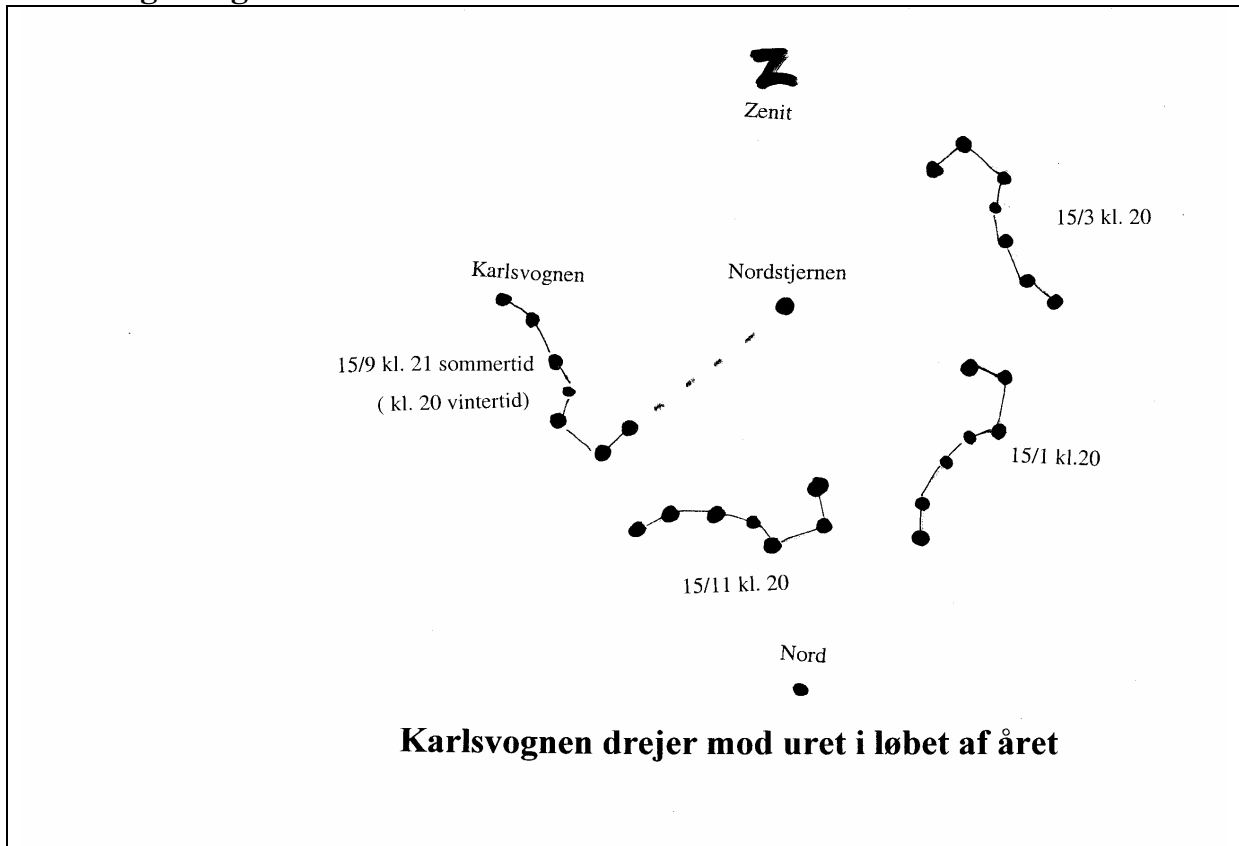 Z
Zenit
15/3 kl. 20
Karlsvognen
Nordstjernen
15/9 kl. 21 sommertid
( kl. 20 vintertid)
15/1 kl.20
15/11 kl. 20
Nord
Karlsvognen drejer mod uret i løbet af året